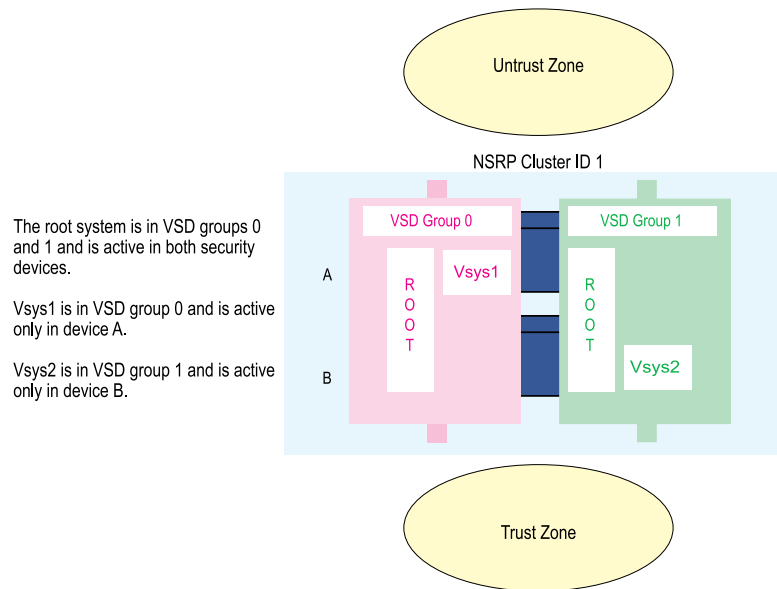 Untrust Zone
NSRP Cluster ID 1
The root system is in VSD groups 0
and 1 and is active in both security
devices.
Vsys1 is in VSD group 0 and is active
only in device A.
Vsys2 is in VSD group 1 and is active
only in device B.
A
B
VSD Group 0
ROOT
Vsys1
VSD Group 1
ROOT
Vsys2
Trust Zone